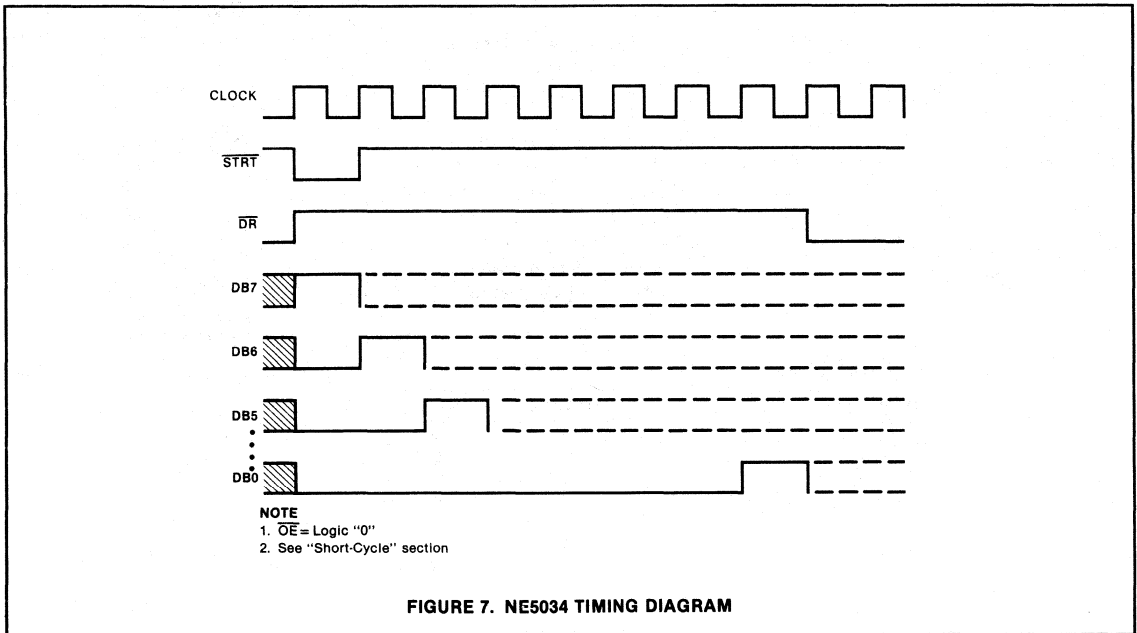 CLOCK
STRT
DR
DB7
DB6
DB5
DB0
NOTE
1. OE = Logic "0"
2. See "Short-Cycle" section
FIGURE 7. NE5034 TIMING DIAGRAM